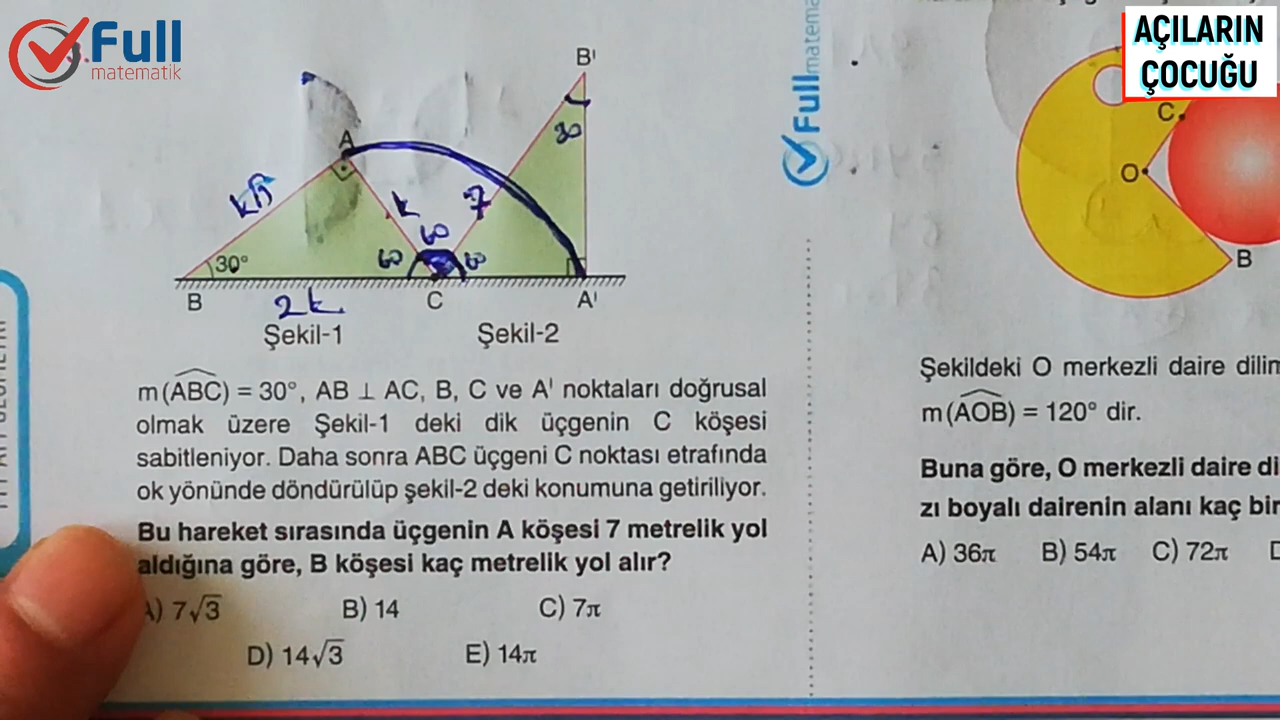 Full
matematik
AÇILARIN
ÇOCUĞU
B'
A
30
k√3
k
7
60
60
60
30°
B
2k
C
A'
Şekil-1
Şekil-2
m(ABC) = 30°, AB ⊥ AC, B, C ve A' noktaları doğrusal
olmak üzere Şekil-1 deki dik üçgenin C köşesi
sabitleniyor. Daha sonra ABC üçgeni C noktası etrafında
ok yönünde döndürülüp şekil-2 deki konumuna getiriliyor.
Bu hareket sırasında üçgenin A köşesi 7 metrelik yol
aldığına göre, B köşesi kaç metrelik yol alır?
A) 7√3
B) 14
C) 7π
D) 14√3
E) 14π
Full matema
C
O
B
Şekildeki O merkezli daire dilin
m(AOB) = 120° dir.
Buna göre, O merkezli daire di
zı boyalı dairenin alanı kaç bir
A) 36π
B) 54π
C) 72π